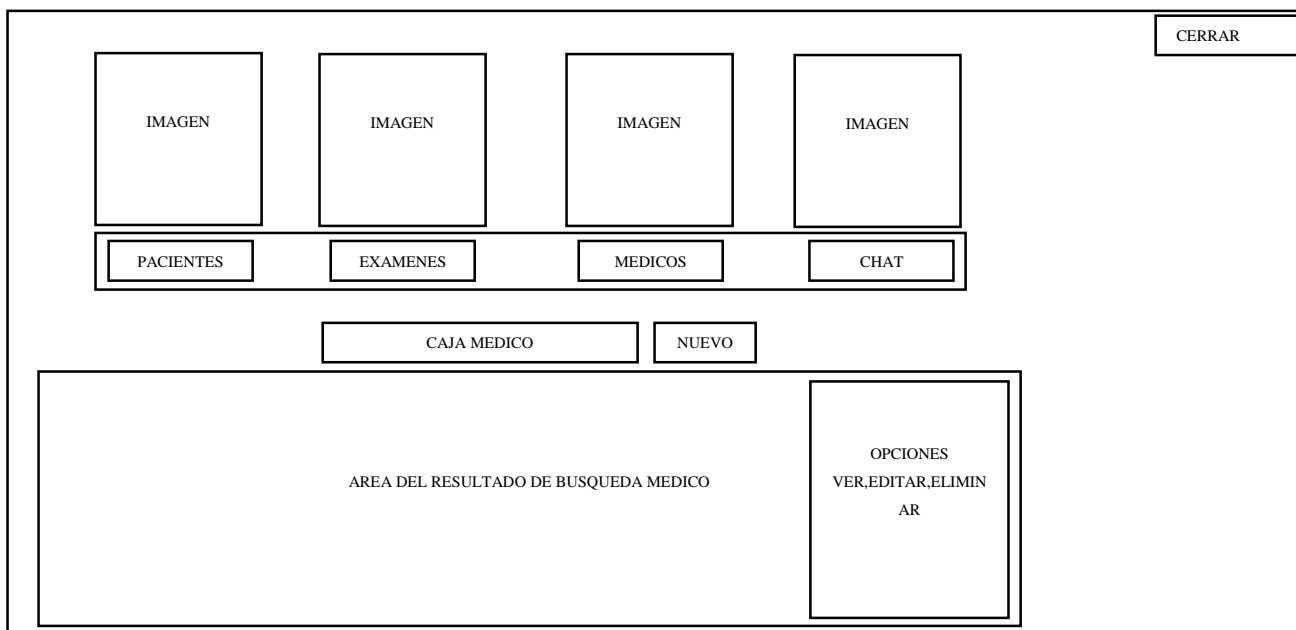 CERRAR
IMAGEN
IMAGEN
IMAGEN
IMAGEN
PACIENTES
EXAMENES
MEDICOS
CHAT
CAJA MEDICO
NUEVO
AREA DEL RESULTADO DE BUSQUEDA MEDICO
OPCIONES
VER,EDITAR,ELIMIN
AR